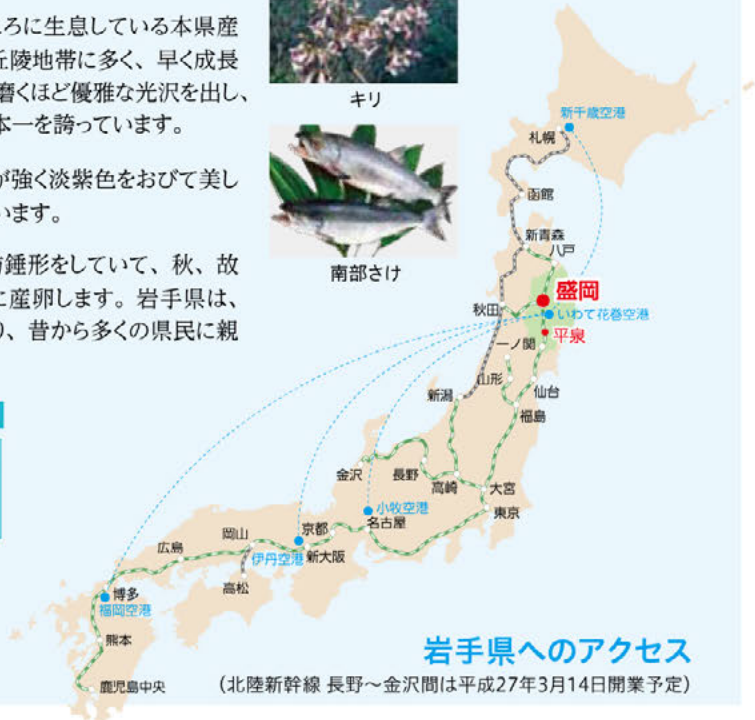 ろに生息している本県産
丘陵地帯に多く、早く成長
磨くほど優雅な光沢を出し、
本一を誇っています。
が強く淡紫色をおびて美し
います。
錘形をしていて、秋、故
に産卵します。岩手県は、
り、昔から多くの県民に親
キリ
南部さけ
新千歳空港
札幌
函館
新青森
八戸
盛岡
秋田
いわて花巻空港
平泉
一ノ関
山形
仙台
新潟
福島
金沢
長野
高崎
大宮
東京
小牧空港
名古屋
京都
岡山
広島
伊丹空港
新大阪
高松
博多
福岡空港
熊本
鹿児島中央
岩手県へのアクセス
(北陸新幹線 長野～金沢間は平成27年3月14日開業予定)